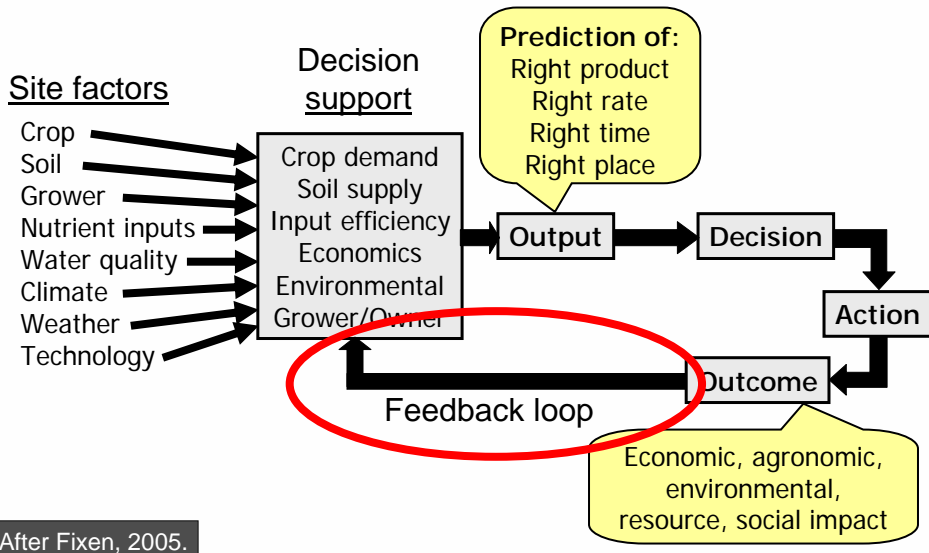 Site factors
Crop
Soil
Grower
Nutrient inputs
Water quality
Climate
Weather
Technology
Decision
support
Crop demand
Soil supply
Input efficiency
Economics
Environmental
Grower/Owner
Prediction of:
Right product
Right rate
Right time
Right place
Output
Decision
Action
Outcome
Feedback loop
Economic, agronomic,
environmental,
resource, social impact
After Fixen, 2005.